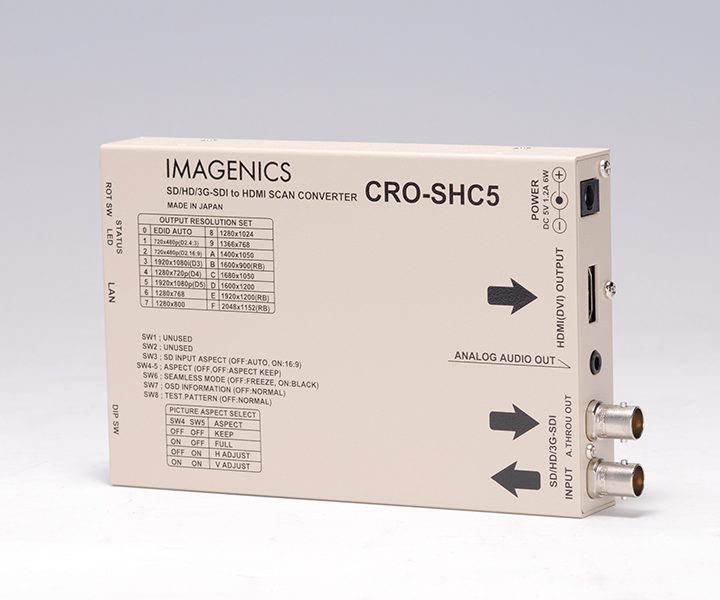 IMAGENICS
SD/HD/3G-SDI to HDMI SCAN CONVERTER CRO-SHC5
MADE IN JAPAN
OUTPUT RESOLUTION SET
0 EDID AUTO 8 1280x1024
1 720x480p(D2.4:3) 9 1366x768
2 720x480p(D2.16:9) A 1400x1050
3 1920x1080i(D3) B 1600x900(RB)
4 1280x720p(D4) C 1680x1050
5 1920x1080p(D5) D 1600x1200
6 1280x768 E 1920x1200(RB)
7 1280x800 F 2048x1152(RB)
SW1 ; UNUSED
SW2 ; UNUSED
SW3 ; SD INPUT ASPECT (OFF:AUTO, ON:16:9)
SW4-5 ; ASPECT (OFF,OFF:ASPECT KEEP)
SW6 ; SEAMLESS MODE (OFF:FREEZE, ON:BLACK)
SW7 ; OSD INFORMATION (OFF:NORMAL)
SW8 ; TEST.PATTERN (OFF:NORMAL)
PICTURE ASPECT SELECT
SW4 SW5 ASPECT
OFF OFF KEEP
ON OFF FULL
OFF ON H ADJUST
ON ON V ADJUST
ROT SW
STATUS
LED
LAN
DIP SW
POWER
DC 5V 1.2A 6W
HDMI(DVI) OUTPUT
ANALOG AUDIO OUT
SD/HD/3G-SDI
INPUT A.THROU OUT